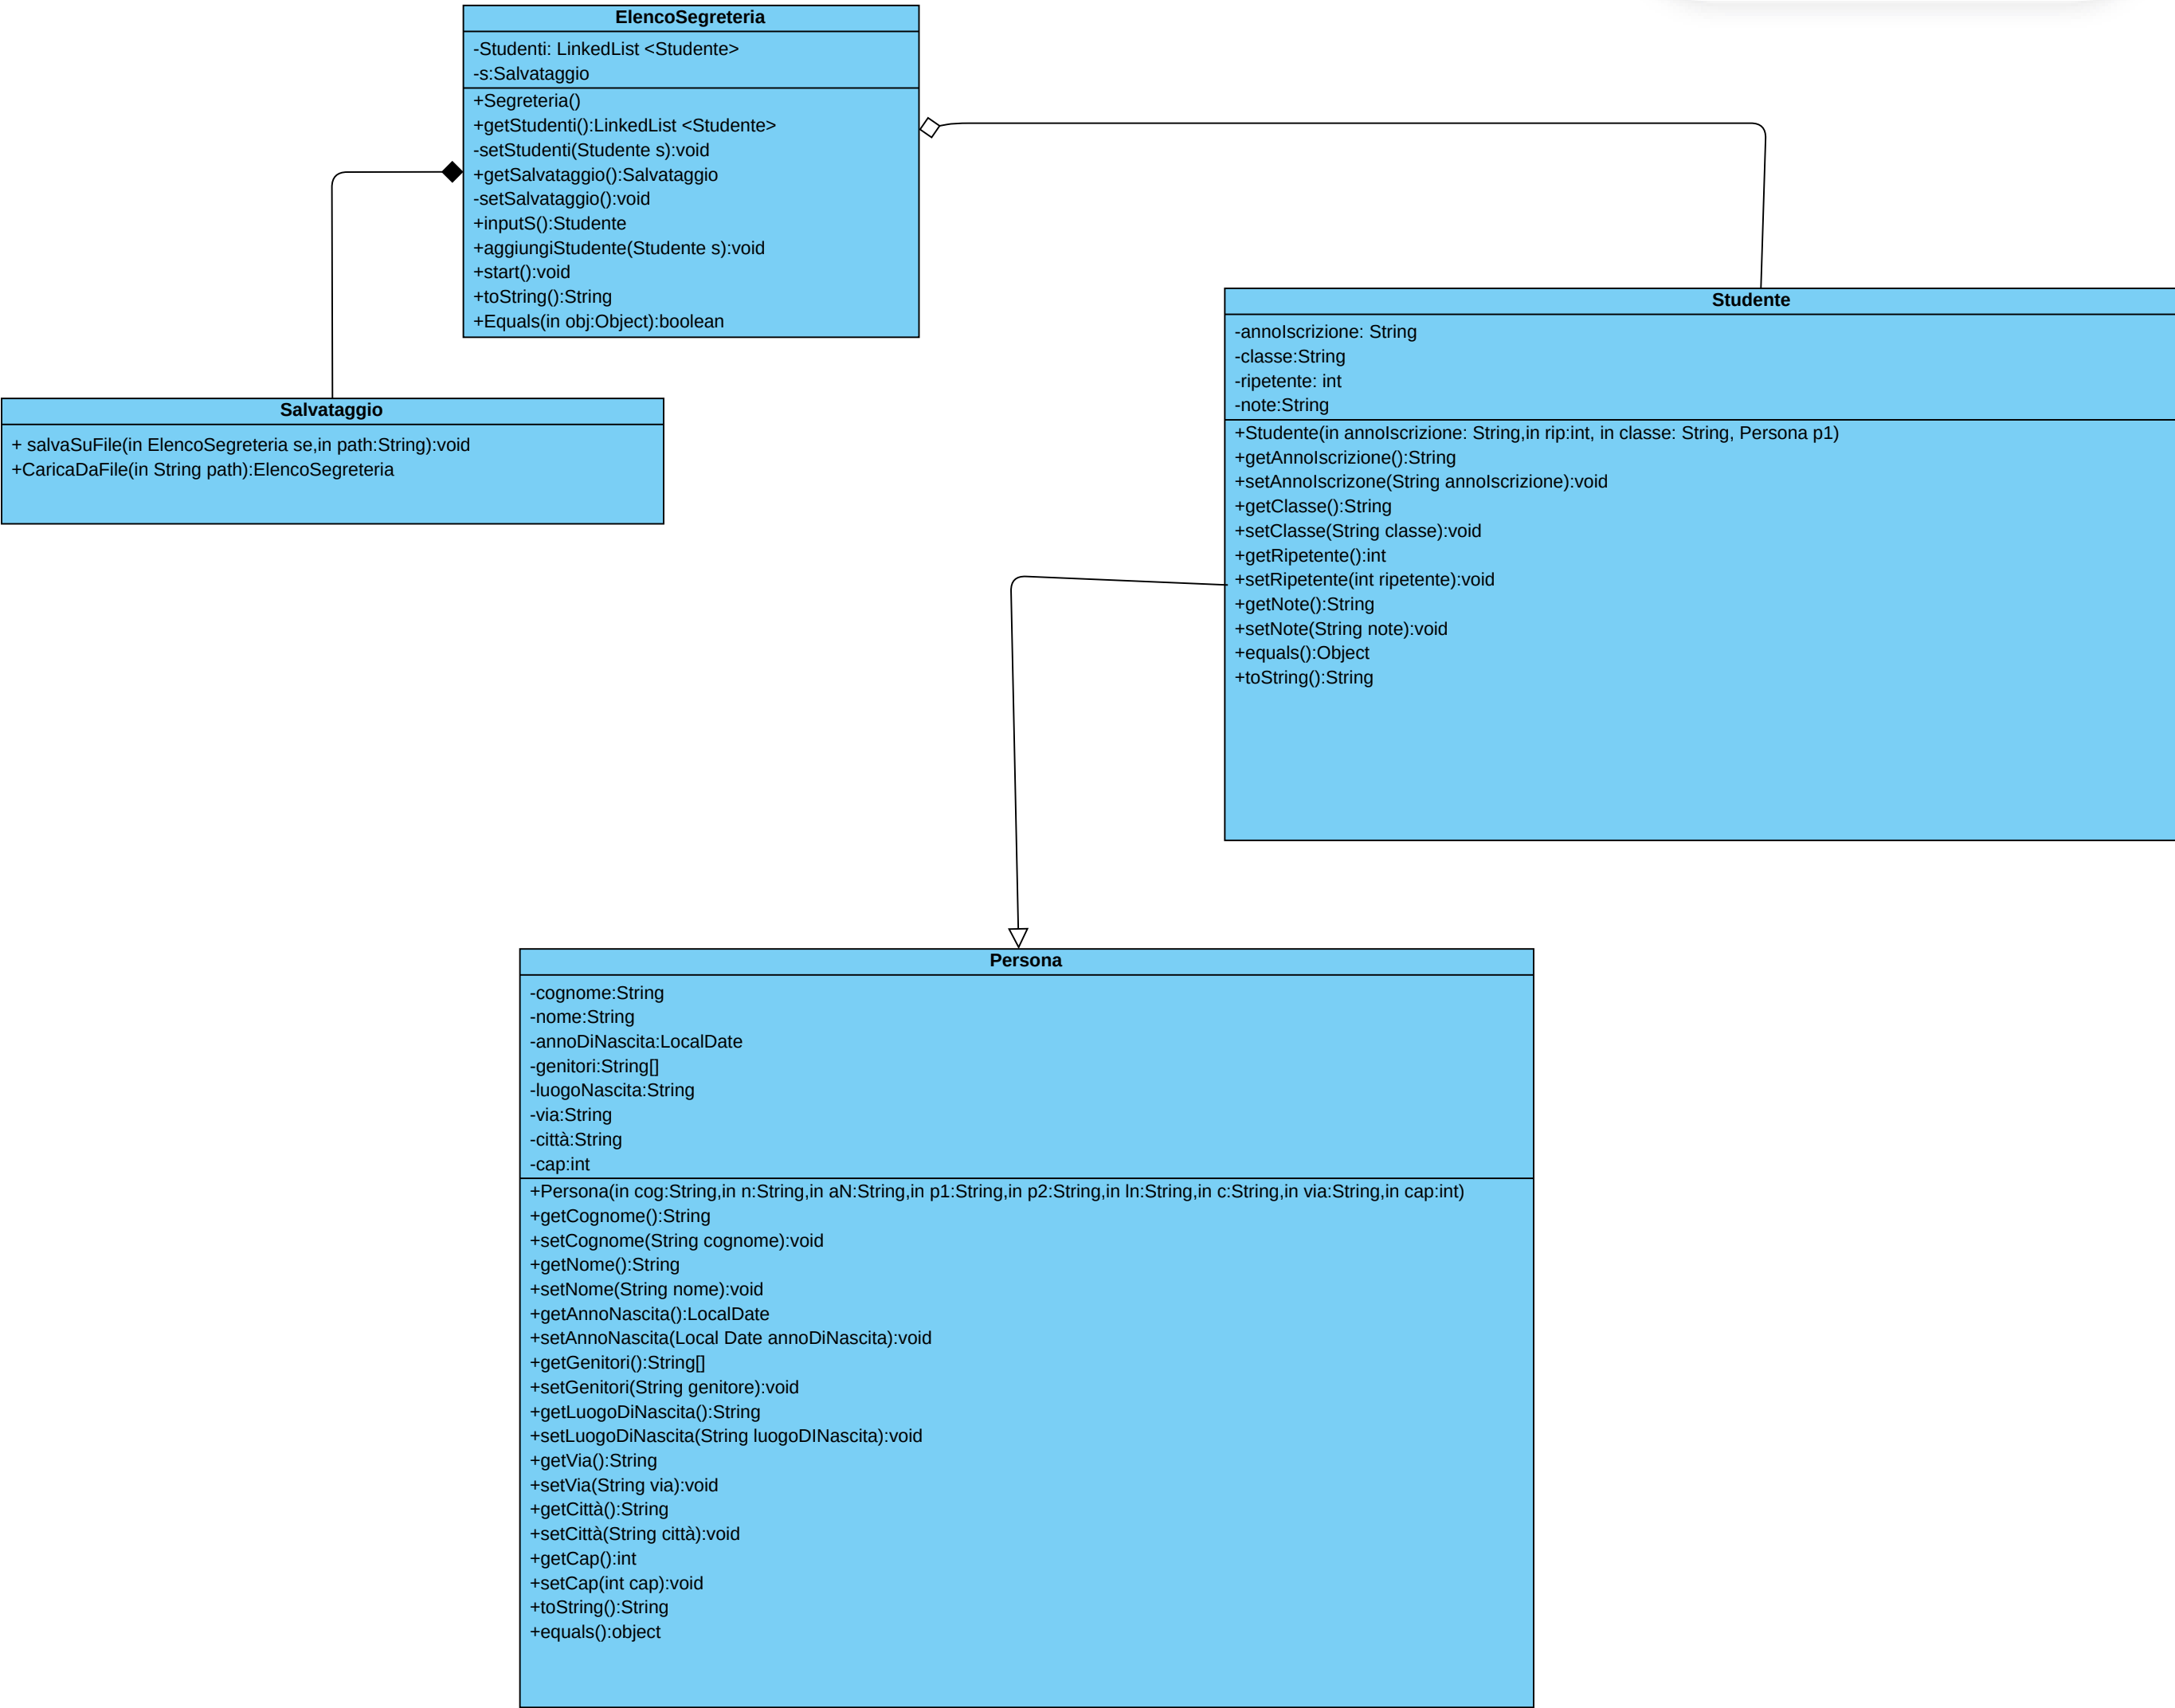 ElencoSegreteria
-Studenti: LinkedList <Studente>
-s:Salvataggio
+Segreteria()
+getStudenti():LinkedList <Studente>
-setStudenti(Studente s):void
+getSalvataggio():Salvataggio
-setSalvataggio():void
+inputS():Studente
+aggiungiStudente(Studente s):void
+start():void
+toString():String
+Equals(in obj:Object):boolean
Salvataggio
+ salvaSuFile(in ElencoSegreteria se,in path:String):void
+CaricaDaFile(in String path):ElencoSegreteria
Studente
-annoIscrizione: String
-classe:String
-ripetente: int
-note:String
+Studente(in annoIscrizione: String,in rip:int, in classe: String, Persona p1)
+getAnnoIscrizione():String
+setAnnoIscrizone(String annoIscrizione):void
+getClasse():String
+setClasse(String classe):void
+getRipetente():int
+setRipetente(int ripetente):void
+getNote():String
+setNote(String note):void
+equals():Object
+toString():String
Persona
-cognome:String
-nome:String
-annoDiNascita:LocalDate
-genitori:String[]
-luogoNascita:String
-via:String
-città:String
-cap:int
+Persona(in cog:String,in n:String,in aN:String,in p1:String,in p2:String,in ln:String,in c:String,in via:String,in cap:int)
+getCognome():String
+setCognome(String cognome):void
+getNome():String
+setNome(String nome):void
+getAnnoNascita():LocalDate
+setAnnoNascita(Local Date annoDiNascita):void
+getGenitori():String[]
+setGenitori(String genitore):void
+getLuogoDiNascita():String
+setLuogoDiNascita(String luogoDINascita):void
+getVia():String
+setVia(String via):void
+getCittà():String
+setCittà(String città):void
+getCap():int
+setCap(int cap):void
+toString():String
+equals():object